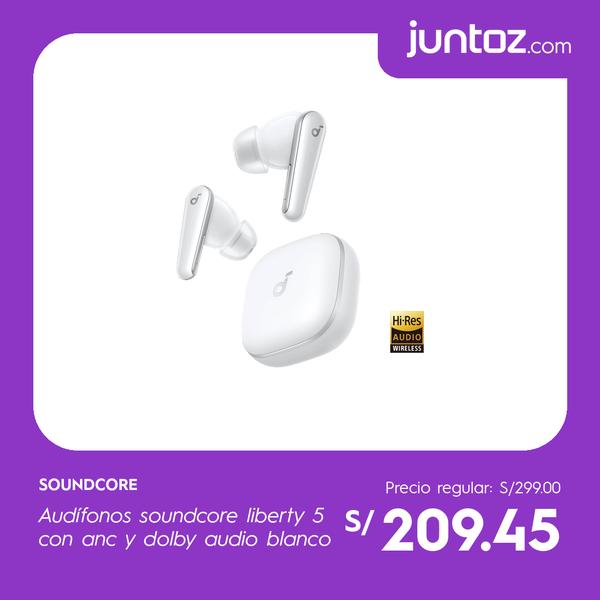 juntoz.com
Hi-Res
AUDIO
WIRELESS
SOUNDCORE
Audífonos soundcore liberty 5
con anc y dolby audio blanco
Precio regular: S/299.00
S/ 209.45